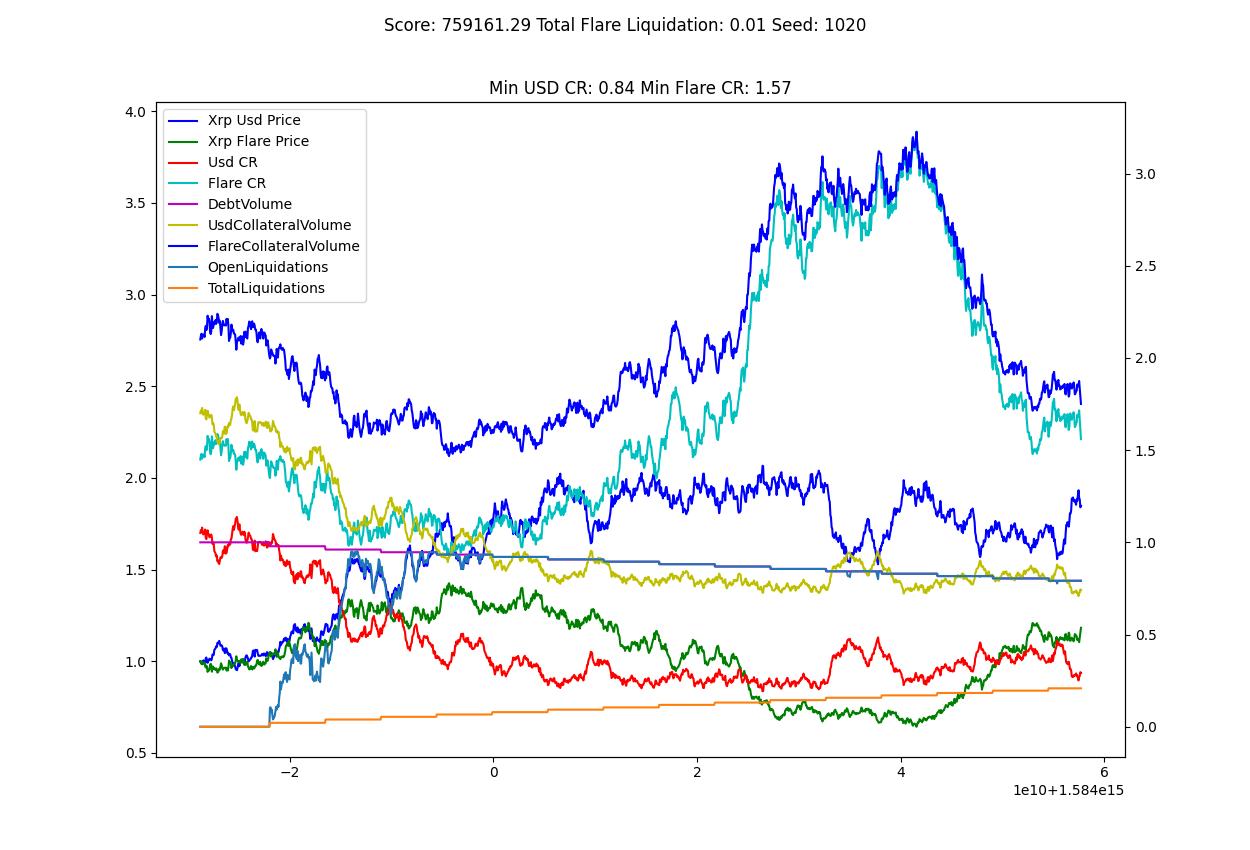 Score: 759161.29 Total Flare Liquidation: 0.01 Seed: 1020
Min USD CR: 0.84 Min Flare CR: 1.57
Xrp Usd Price
Xrp Flare Price
Usd CR
Flare CR
DebtVolume
UsdCollateralVolume
FlareCollateralVolume
OpenLiquidations
TotalLiquidations
4.0
3.5
3.0
2.5
2.0
1.5
1.0
0.5
3.0
2.5
2.0
1.5
1.0
0.5
0.0
−2
0
2
4
6
1e10+1.584e15